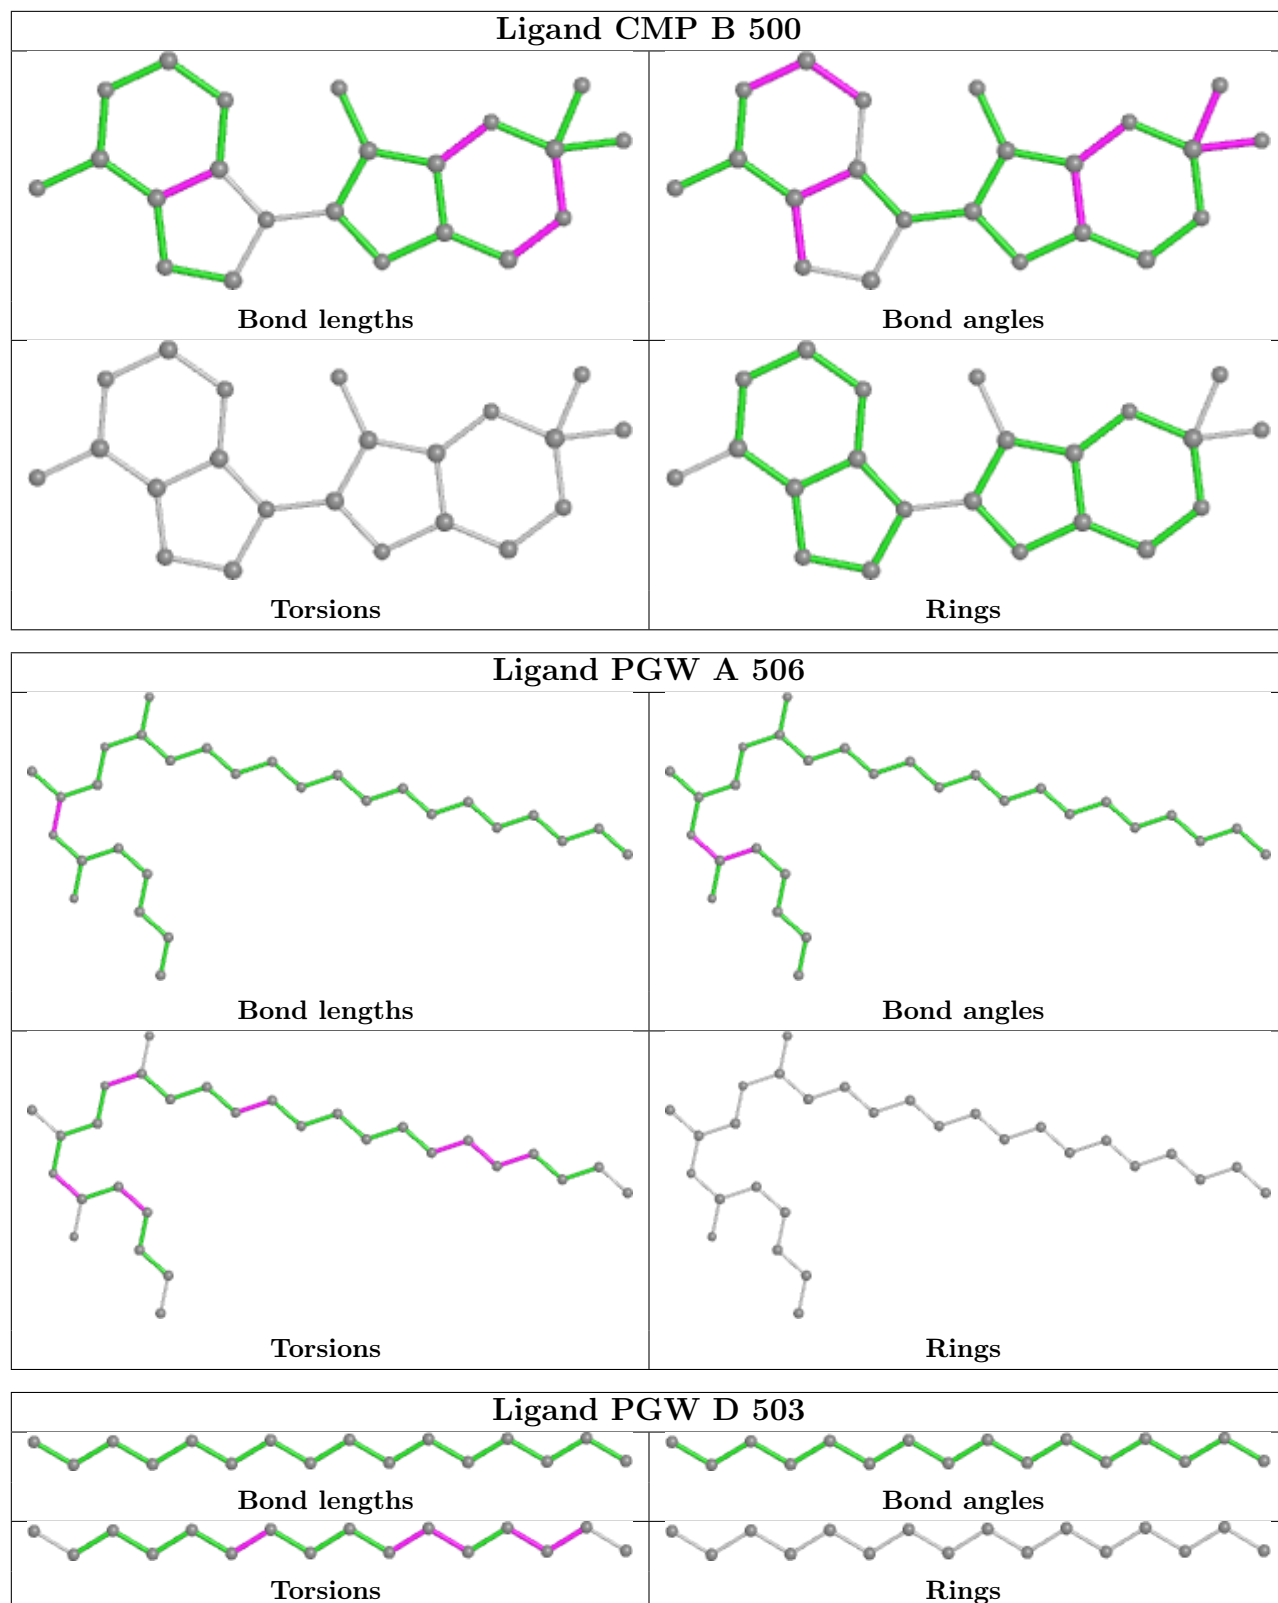 Ligand CMP B 500
Bond lengths
Bond angles
Torsions
Rings
Ligand PGW A 506
Bond lengths
Bond angles
Torsions
Rings
Ligand PGW D 503
Bond lengths
Bond angles
Torsions
Rings